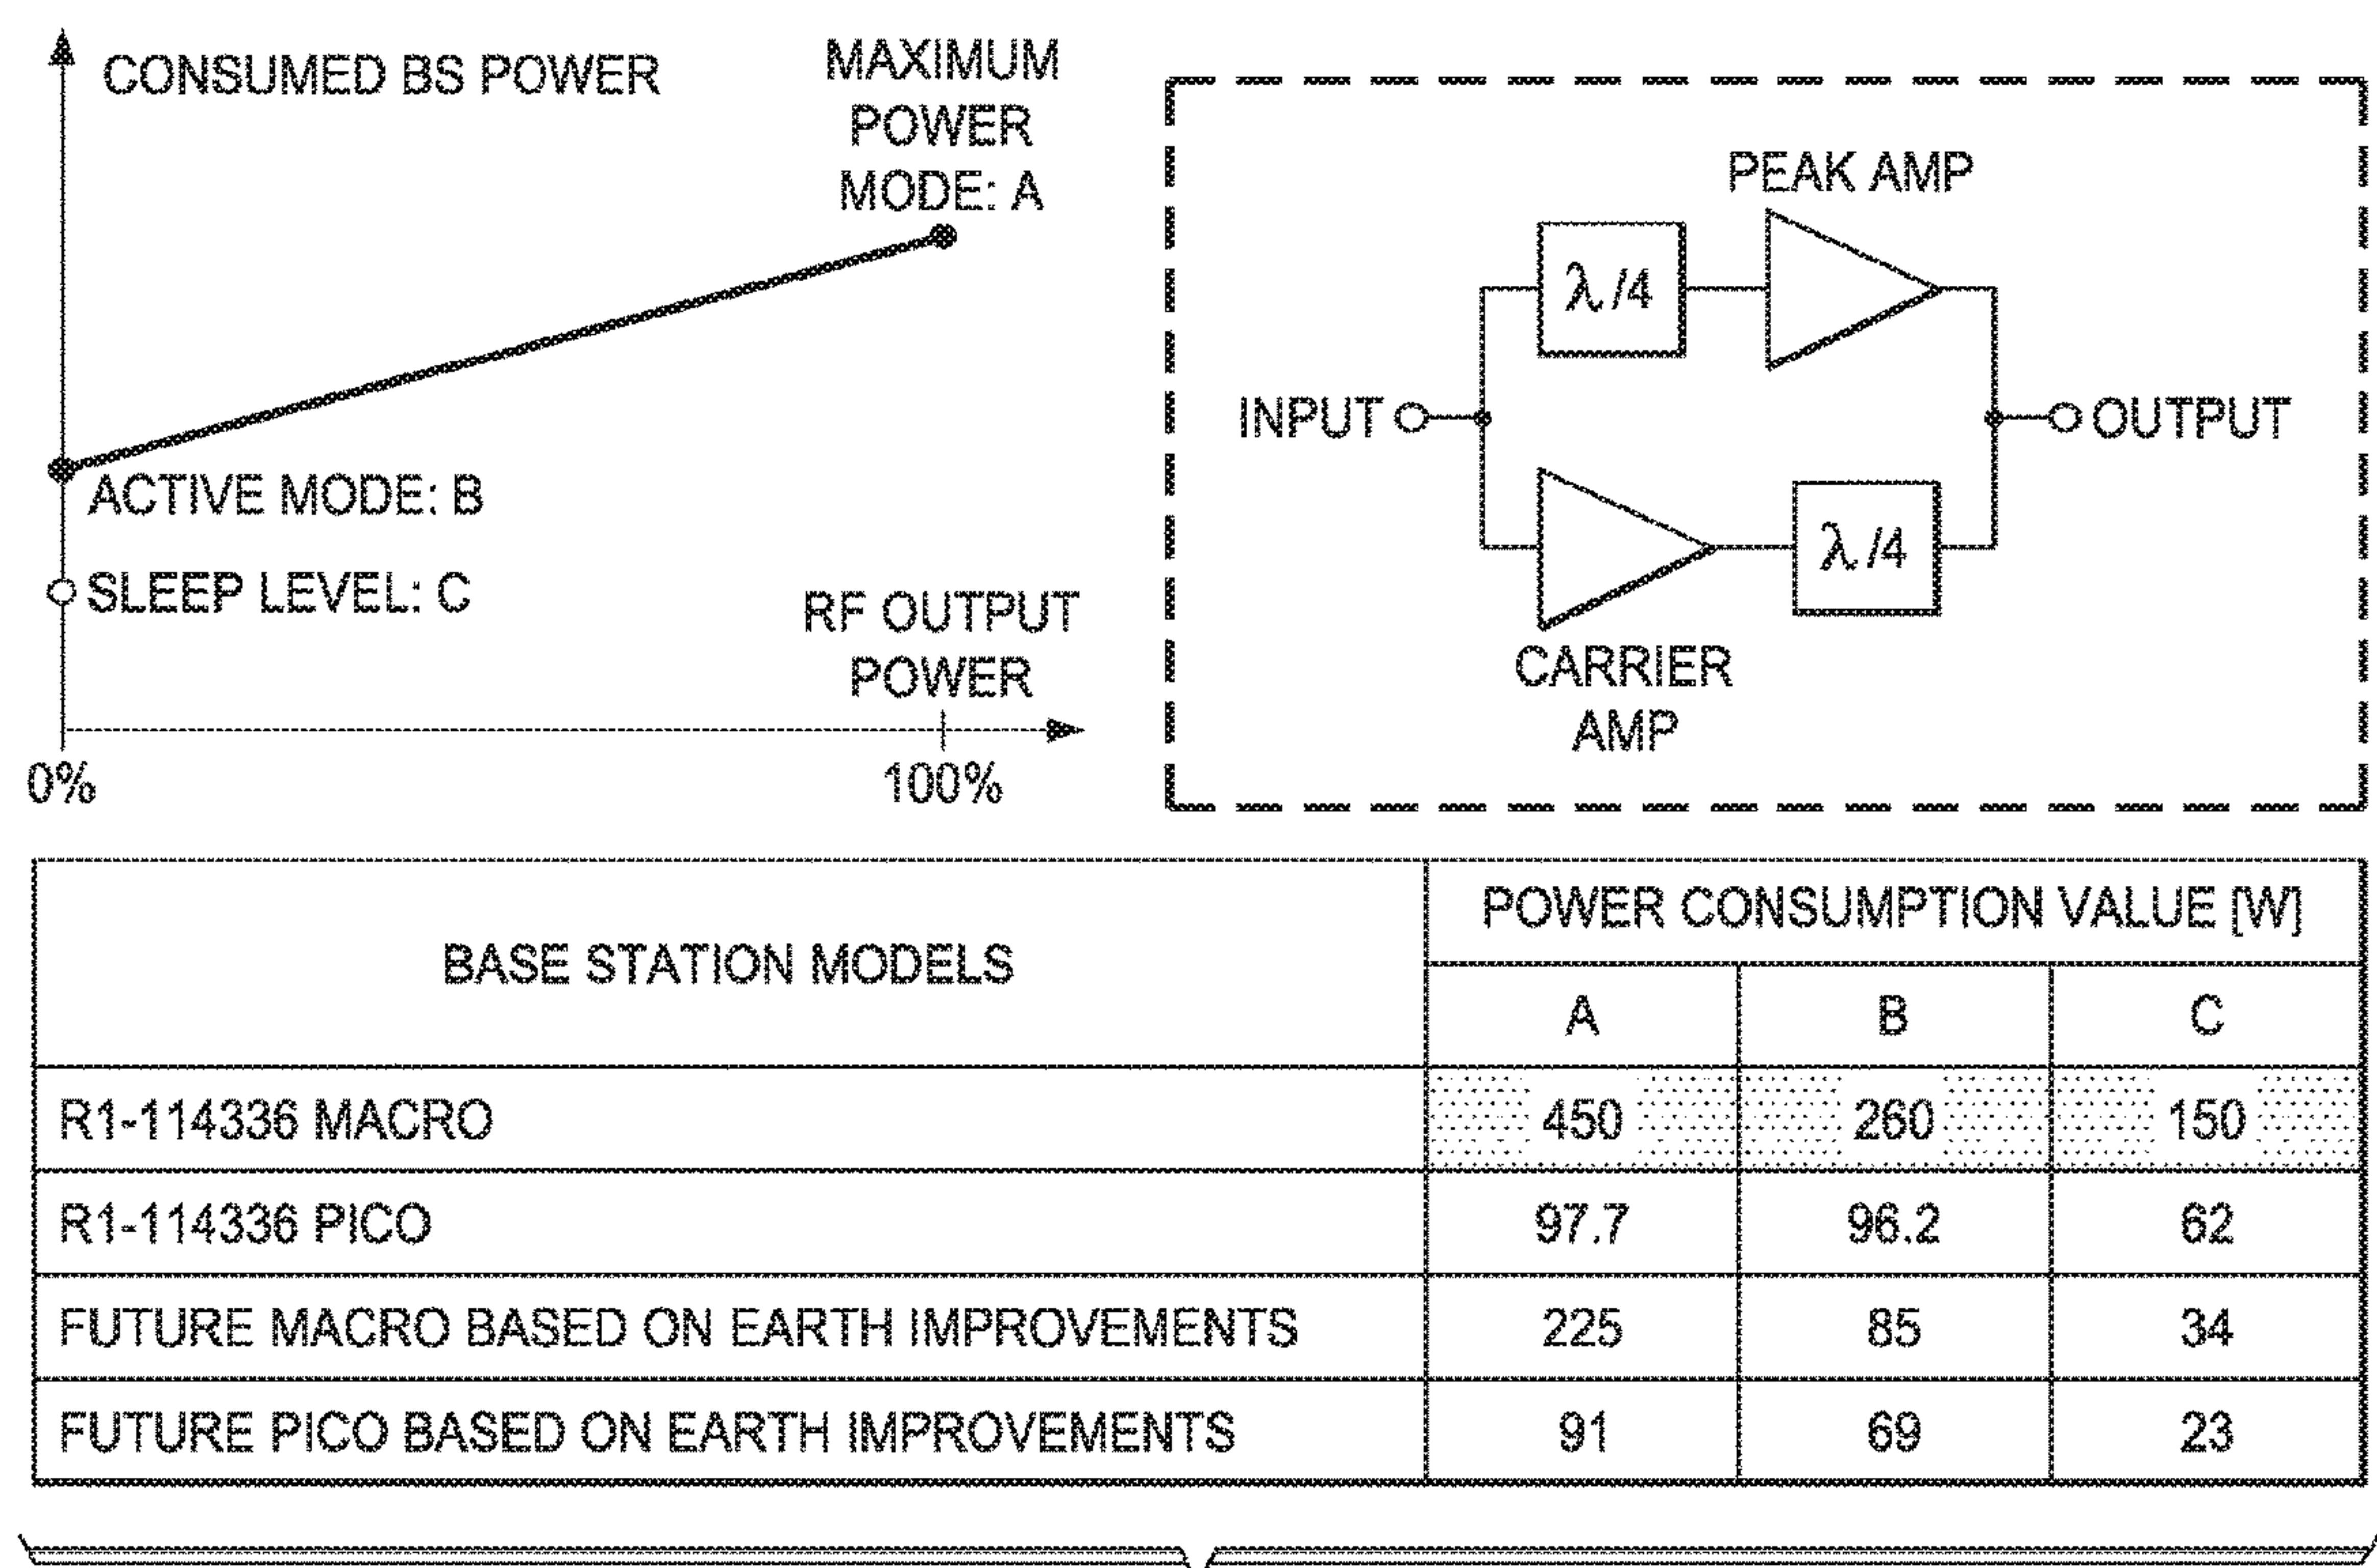 CONSUMED BS POWER
MAXIMUM
POWER
MODE: A
ACTIVE MODE: B
SLEEP LEVEL: C
RF OUTPUT
POWER
0%
100%
PEAK AMP
λ/4
INPUT
OUTPUT
λ/4
CARRIER
AMP
BASE STATION MODELS
POWER CONSUMPTION VALUE [W]
A B C
R1-114336 MACRO 450 260 150
R1-114336 PICO 97.7 96.2 62
FUTURE MACRO BASED ON EARTH IMPROVEMENTS 225 85 34
FUTURE PICO BASED ON EARTH IMPROVEMENTS 91 69 23